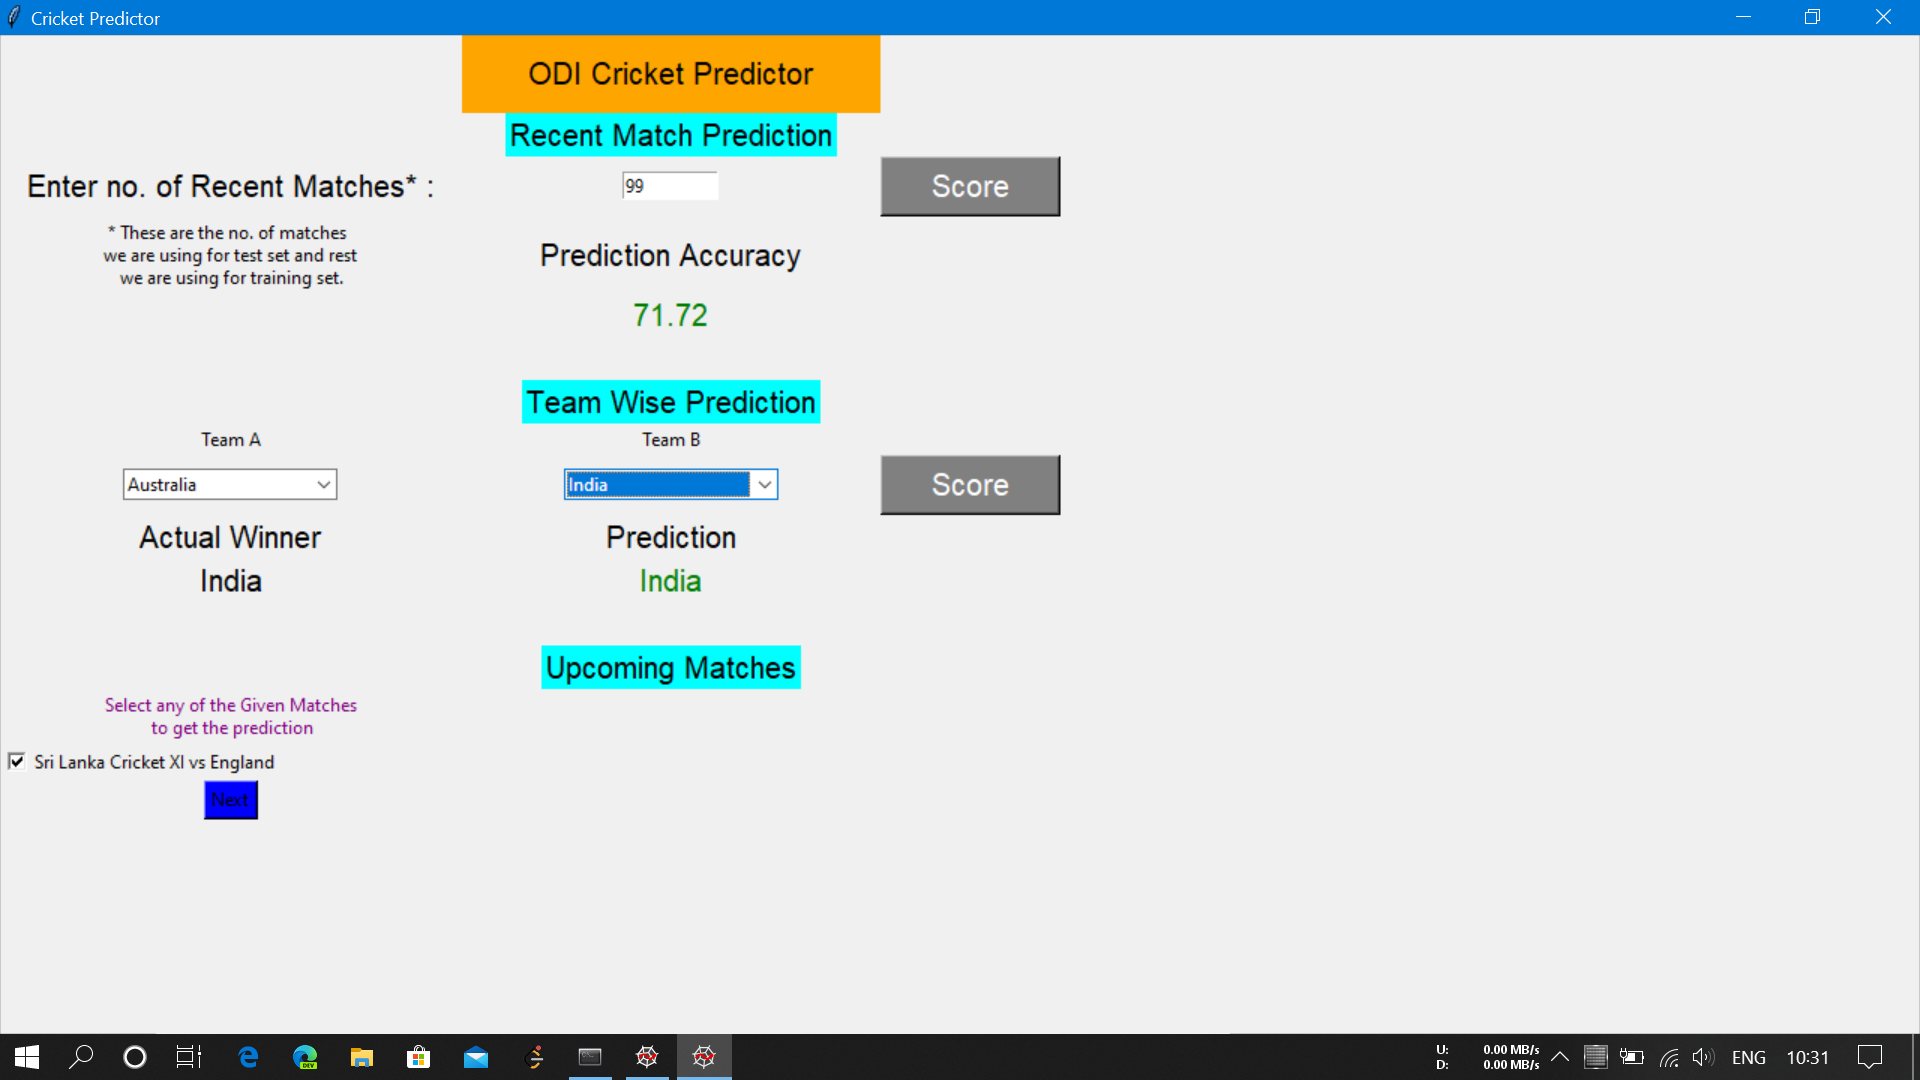 Cricket Predictor
ODI Cricket Predictor
Recent Match Prediction
Enter no. of Recent Matches* :
99
Score
* These are the no. of matches
we are using for test set and rest
we are using for training set.
Prediction Accuracy
71.72
Team Wise Prediction
Team A
Team B
Australia
India
Score
Actual Winner
Prediction
India
India
Upcoming Matches
Select any of the Given Matches
to get the prediction
Sri Lanka Cricket XI vs England
Next
DEV
U: 0.00 MB/s
D: 0.00 MB/s
ENG
10:31